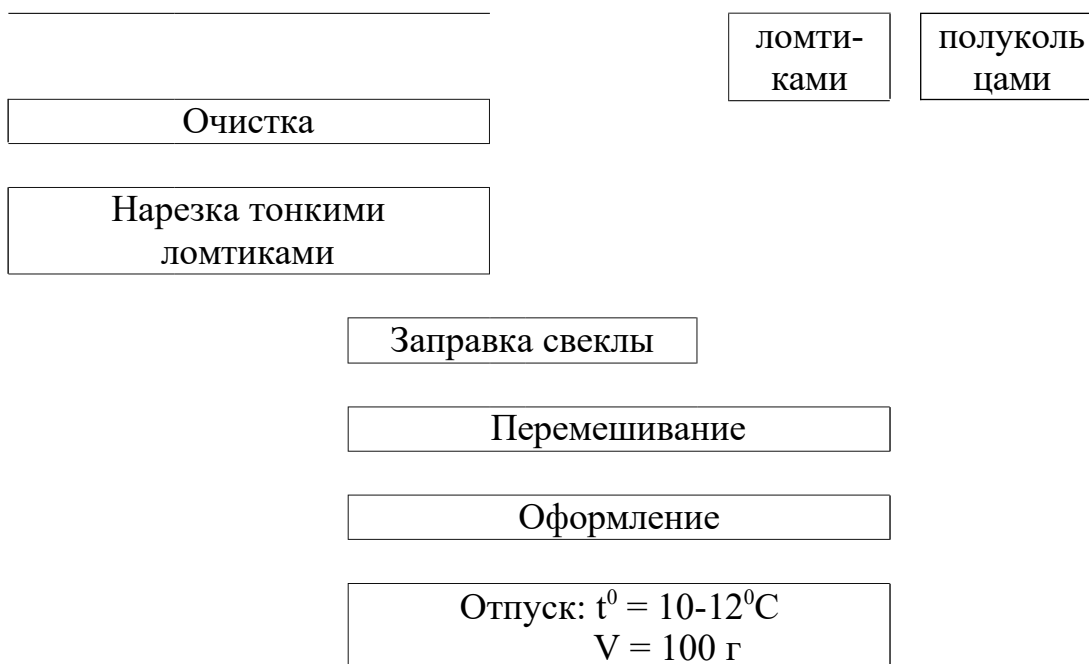 ломти-
ками
полуколь
цами
Очистка
Нарезка тонкими
ломтиками
Заправка свеклы
Перемешивание
Оформление
Отпуск: t⁰ = 10-12⁰С
V = 100 г